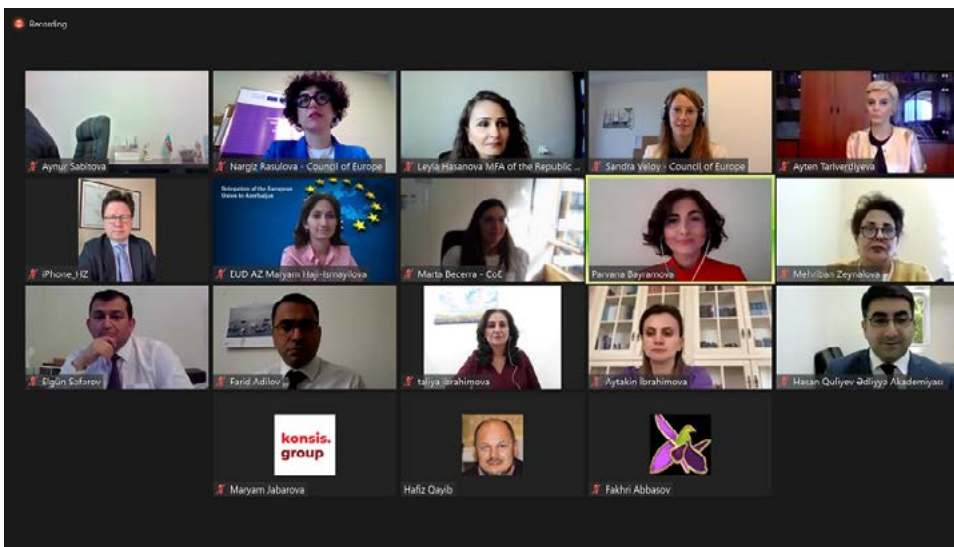 Recording
Aynur Sabitova
Nargiz Rasulova - Council of Europe
Leyla Hasanova MFA of the Republic ...
Sandra Veloy - Council of Europe
Ayten Tariverdiyeva
iPhone_HZ
Delegation of the European
Union to Azerbaijan
EUD AZ Maryam Haji-Ismayilova
Marta Becerra - CoE
Parvana Bayramova
Mehriban Zeynalova
Elgün Səfərov
Farid Adilov
taliya ibrahimova
Aytakin Ibrahimova
Hasan Quliyev Ədliyyə Akademiyası
konsis.
group
Maryam Jabarova
Hafiz Qayib
Fakhri Abbasov